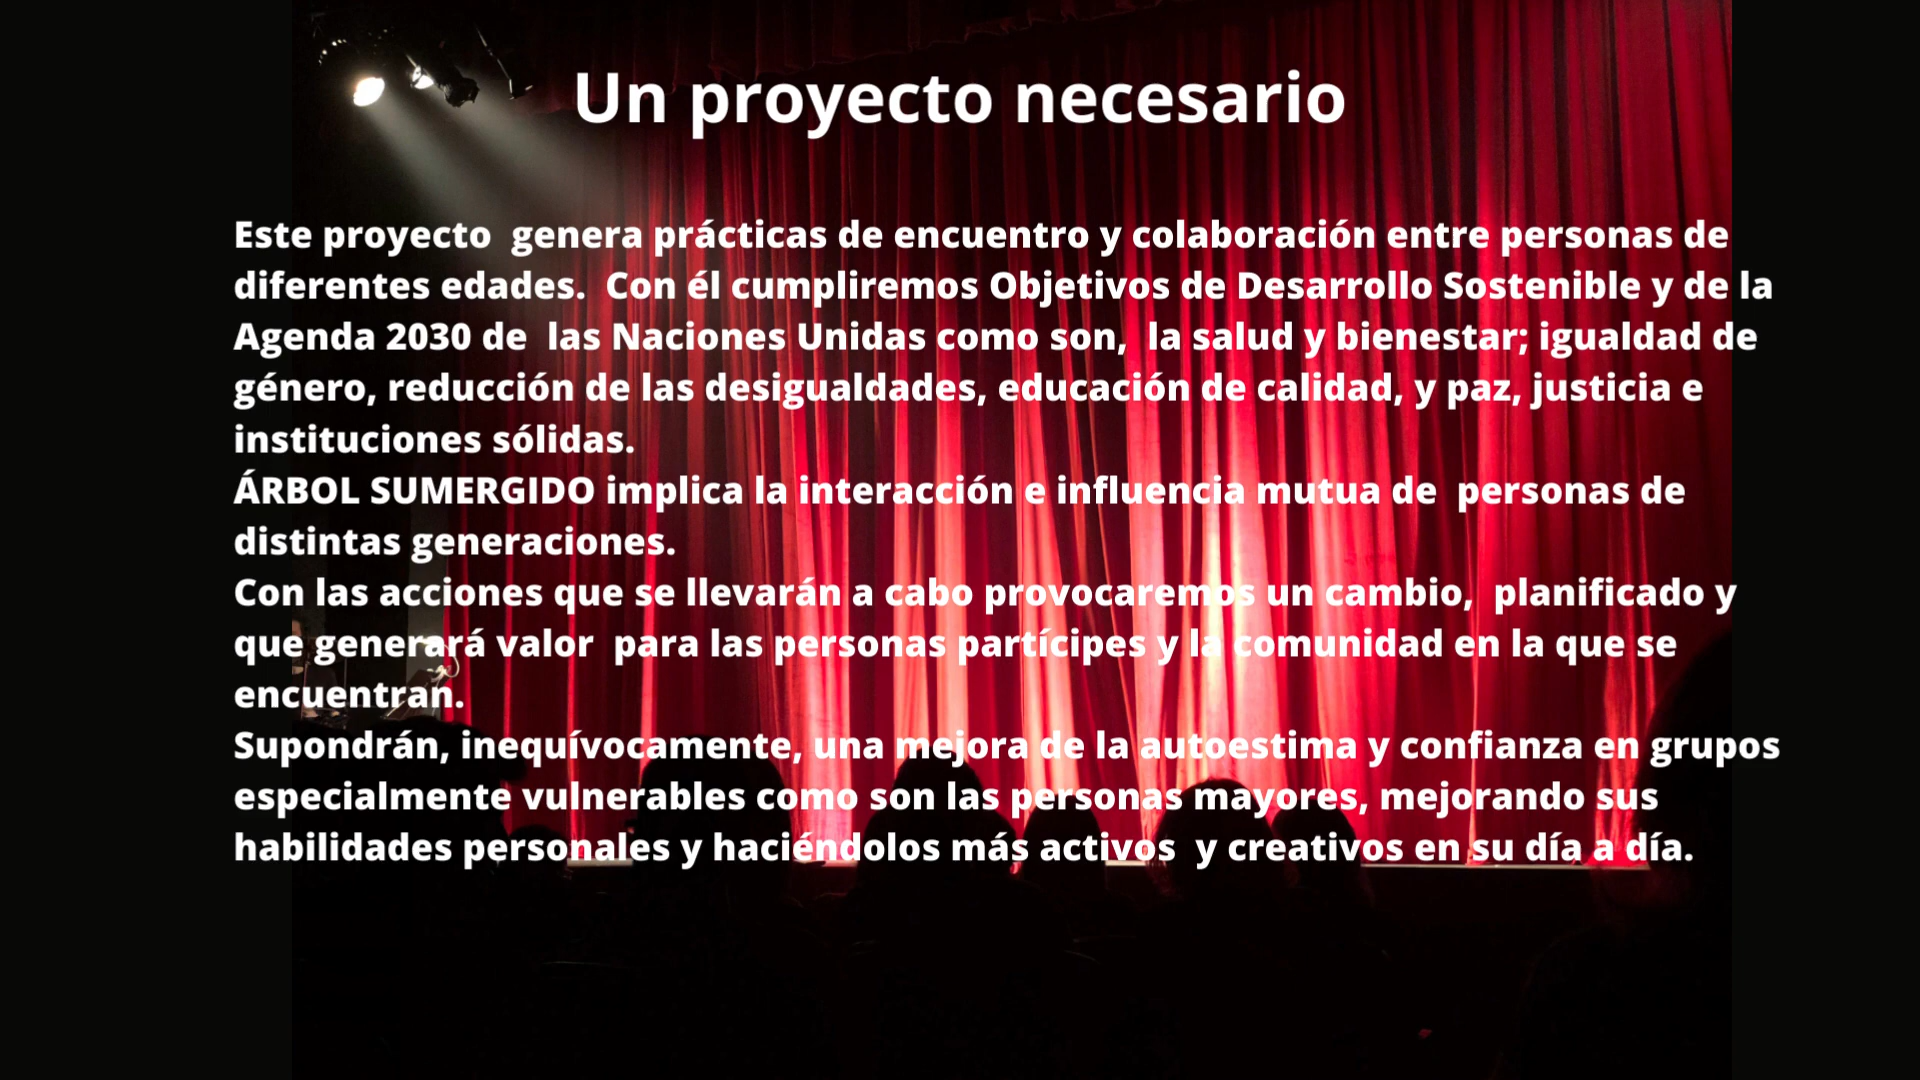 Un proyecto necesario
Este proyecto  genera prácticas de encuentro y colaboración entre personas de
diferentes edades.  Con él cumpliremos Objetivos de Desarrollo Sostenible y de la
Agenda 2030 de  las Naciones Unidas como son,  la salud y bienestar; igualdad de
género, reducción de las desigualdades, educación de calidad, y paz, justicia e
instituciones sólidas.
ÁRBOL SUMERGIDO implica la interacción e influencia mutua de  personas de
distintas generaciones.
Con las acciones que se llevarán a cabo provocaremos un cambio,  planificado y
que generará valor  para las personas partícipes y la comunidad en la que se
encuentran.
Supondrán, inequívocamente, una mejora de la autoestima y confianza en grupos
especialmente vulnerables como son las personas mayores, mejorando sus
habilidades personales y haciéndolos más activos  y creativos en su día a día.